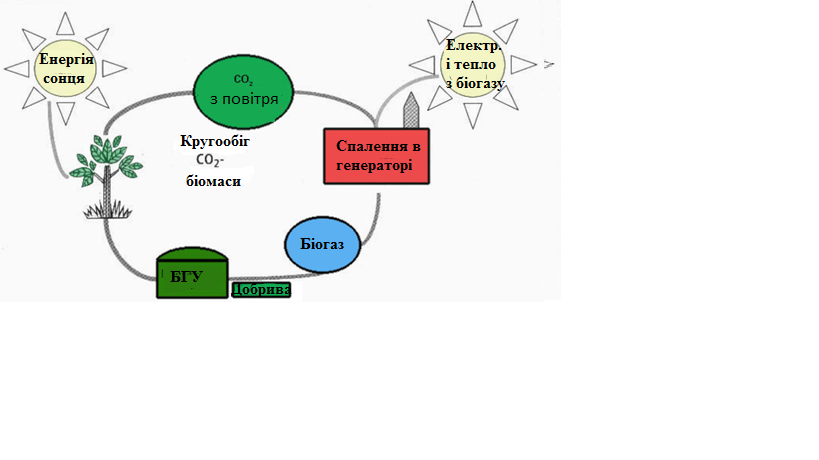 Енергія
сонця
CO₂
з повітря
Електр.
і тепло
з біогазу
Кругообіг
CO₂-
біомаси
Спалення в
генераторі
Біогаз
БГУ
Добрива